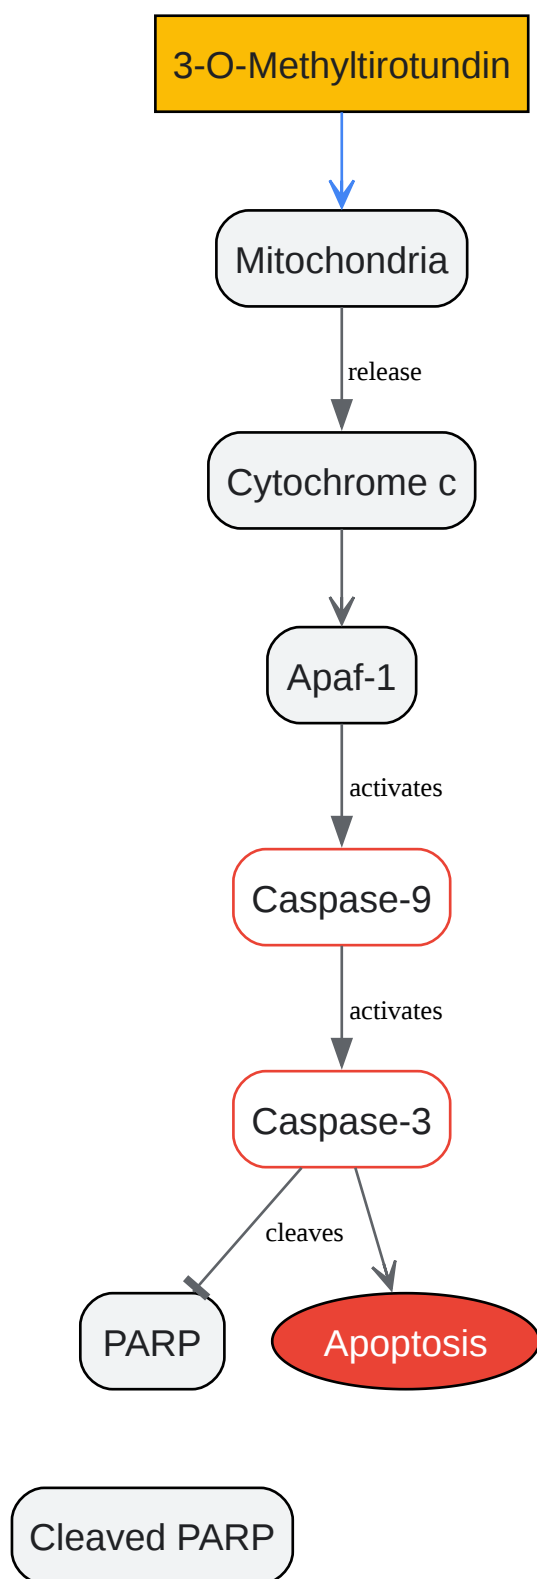 3-O-Methyltirotundin
Mitochondria
release
Cytochrome c
Apaf-1
activates
Caspase-9
activates
Caspase-3
cleaves
PARP
Apoptosis
Cleaved PARP